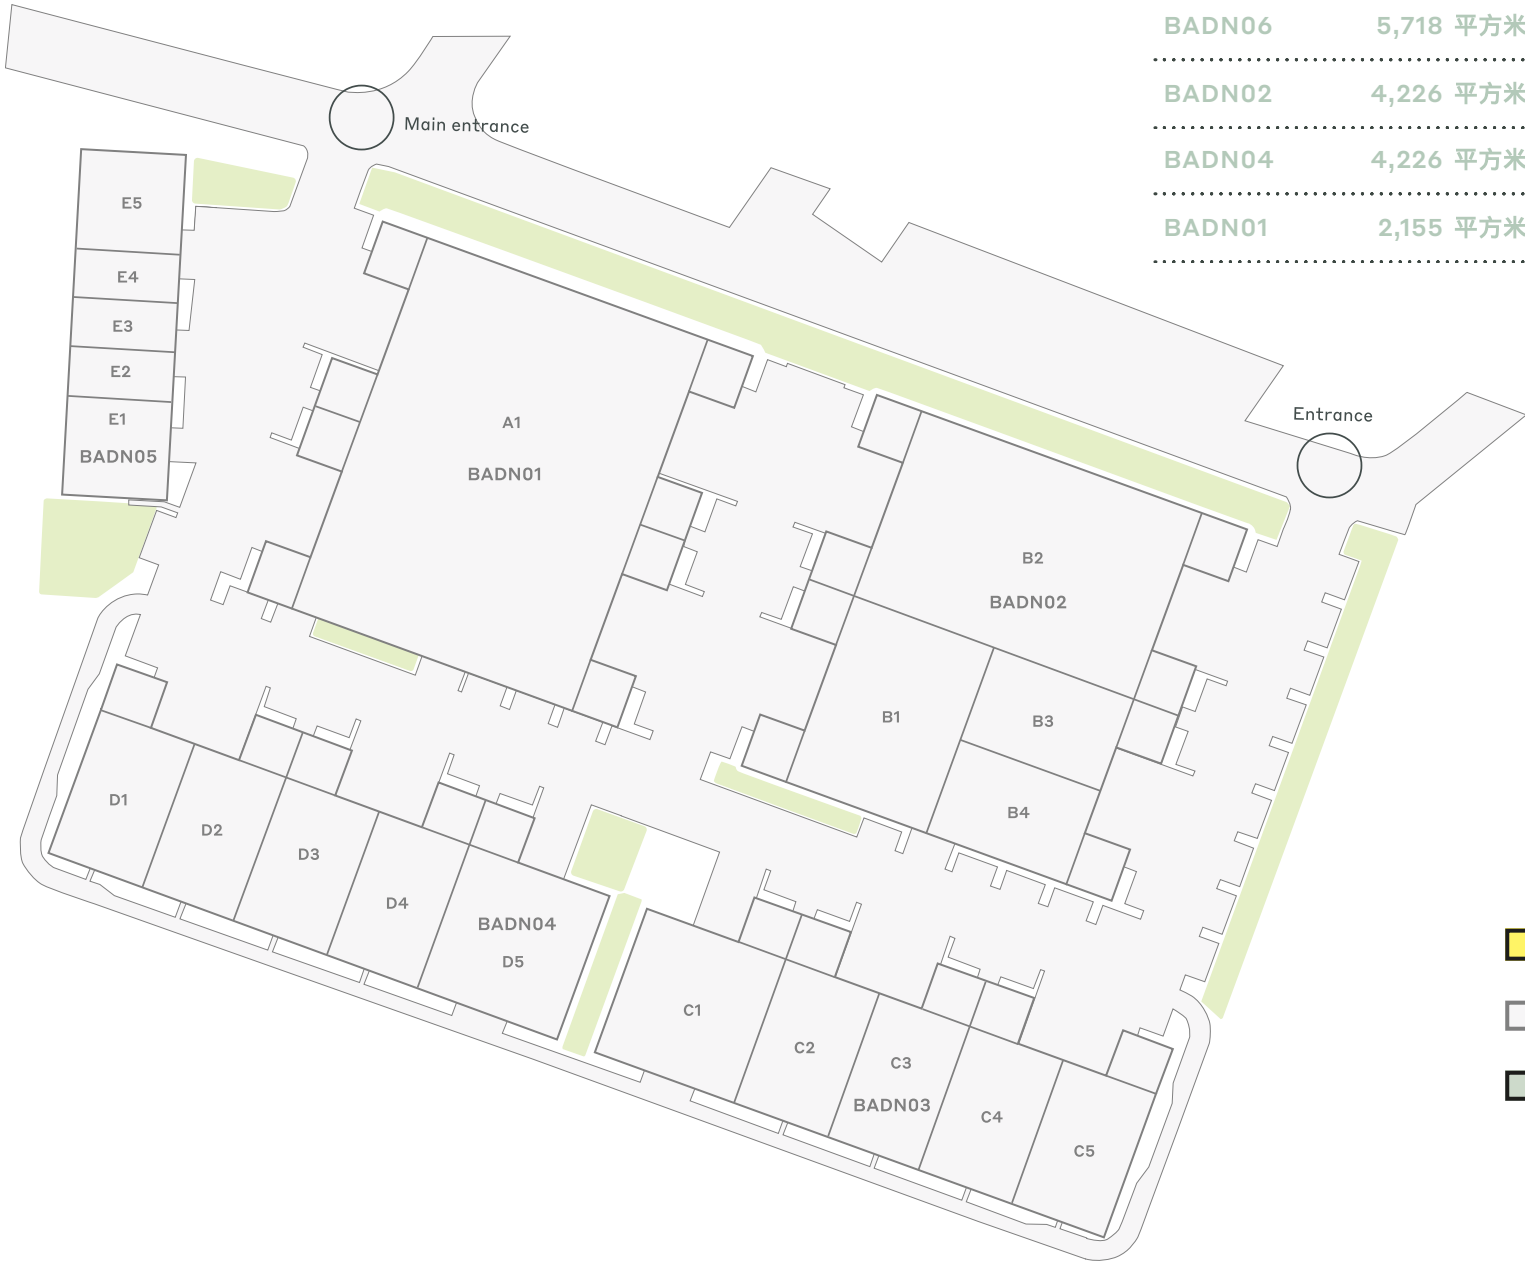 BADN06 5,718 平方米
BADN02 4,226 平方米
BADN04 4,226 平方米
BADN01 2,155 平方米
Main entrance
Entrance
E5
E4
E3
E2
E1
BADN05
A1
BADN01
B2
BADN02
B1
B3
B4
D1
D2
D3
D4
BADN04
D5
C1
C2
C3
BADN03
C4
C5